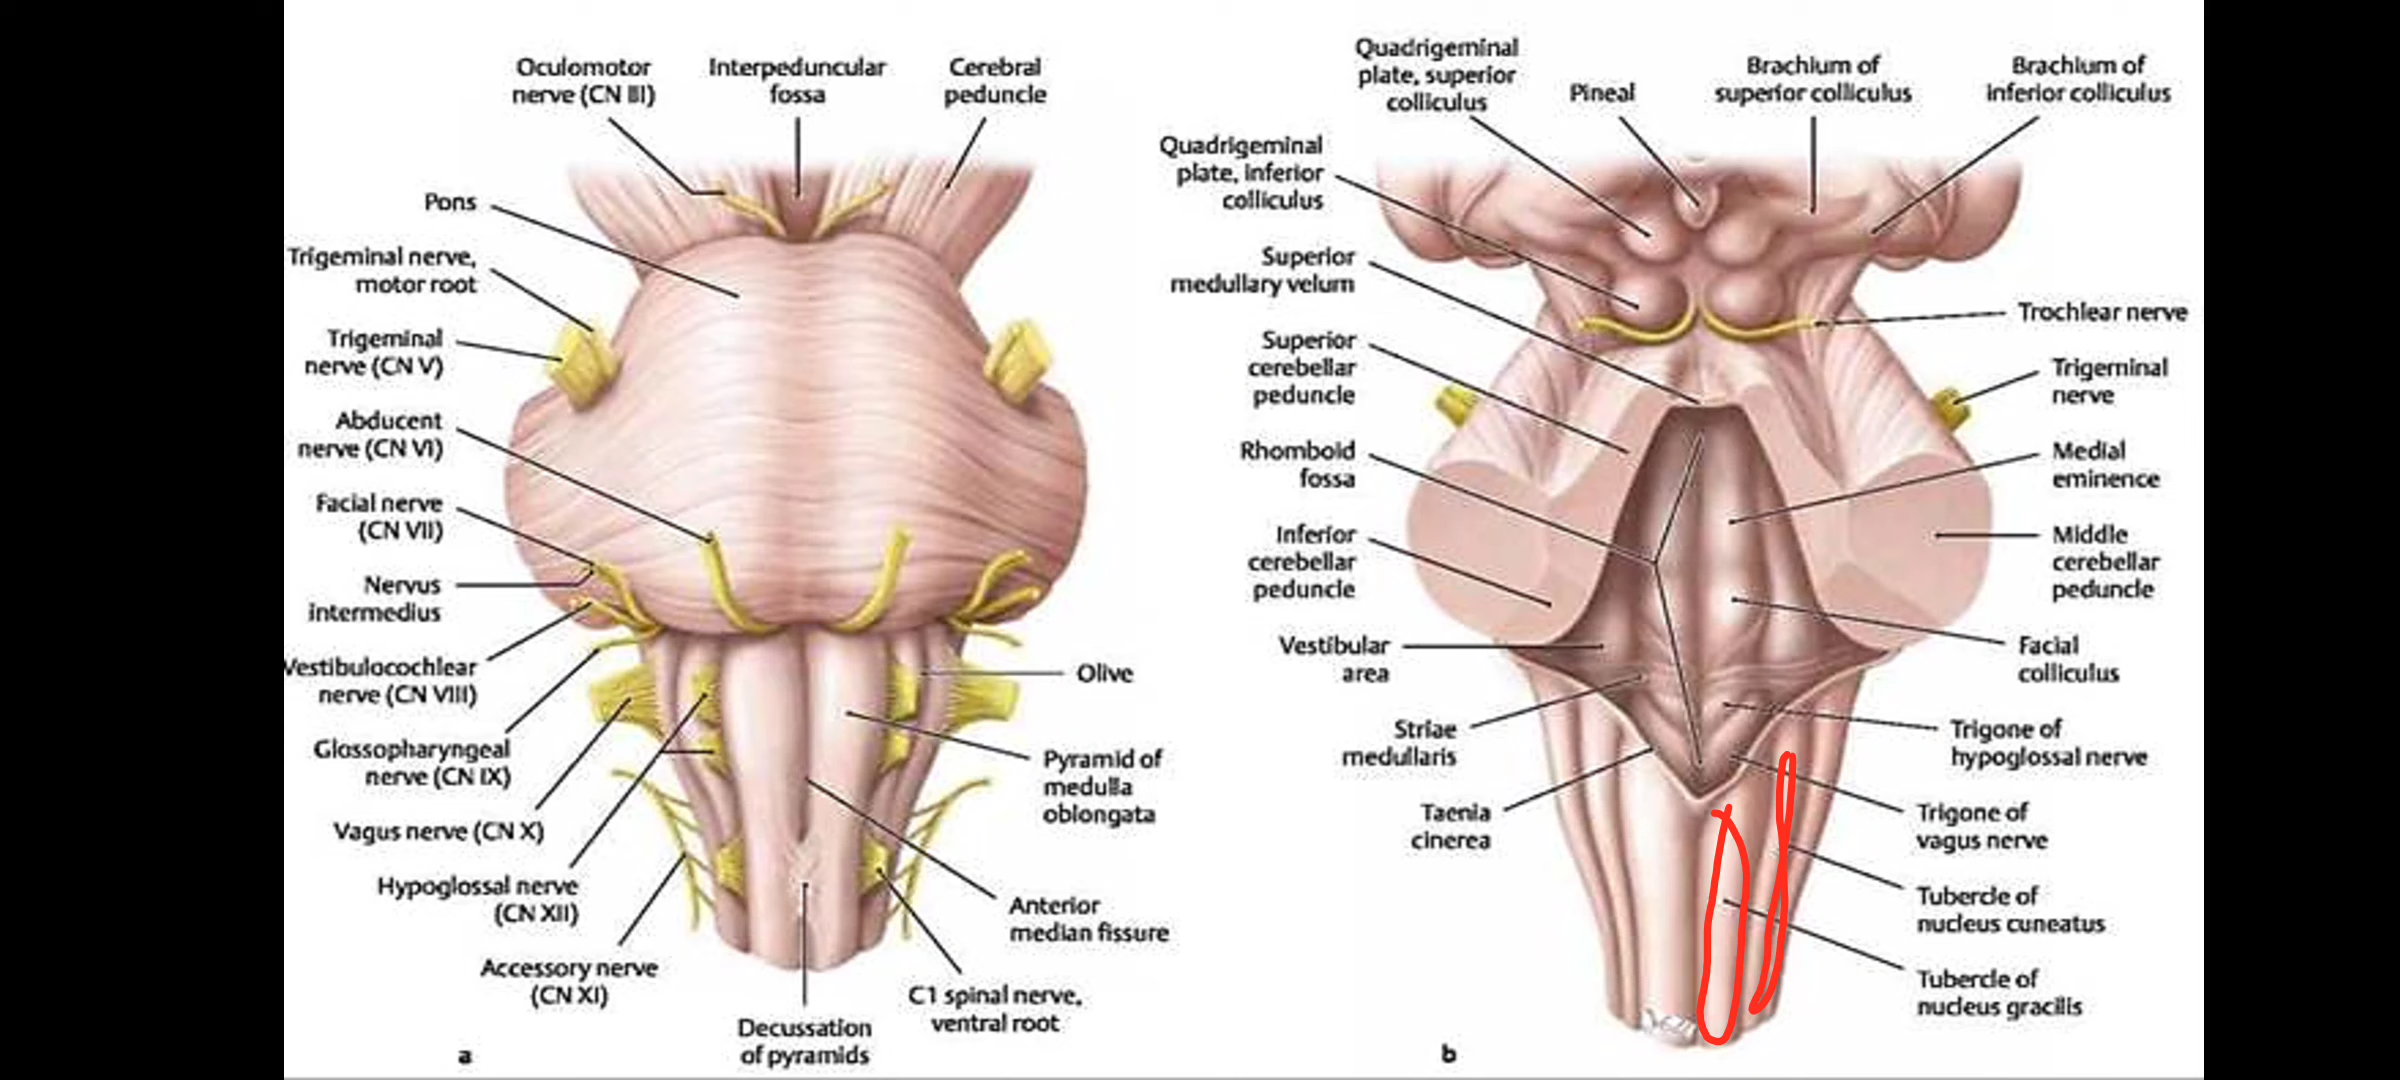 Oculomotor
nerve (CN III)
Interpeduncular
fossa
Cerebral
peduncle
Pons
Trigeminal nerve,
motor root
Trigeminal
nerve (CN V)
Abducent
nerve (CN VI)
Facial nerve
(CN VII)
Nervus
intermedius
Vestibulocochlear
nerve (CN VIII)
Glossopharyngeal
nerve (CN IX)
Vagus nerve (CN X)
Hypoglossal nerve
(CN XII)
Accessory nerve
(CN XI)
Olive
Pyramid of
medulla
oblongata
Anterior
median fissure
C1 spinal nerve,
ventral root
Decussation
of pyramids
a
Quadrigeminal
plate, superior
colliculus
Pineal
Brachium of
superior colliculus
Brachium of
inferior colliculus
Quadrigeminal
plate, inferior
colliculus
Superior
medullary velum
Superior
cerebellar
peduncle
Rhomboid
fossa
Inferior
cerebellar
peduncle
Vestibular
area
Striae
medullaris
Taenia
cinerea
Trochlear nerve
Trigeminal
nerve
Medial
eminence
Middle
cerebellar
peduncle
Facial
colliculus
Trigone of
hypoglossal nerve
Trigone of
vagus nerve
Tubercle of
nucleus cuneatus
Tubercle of
nucleus gracilis
b